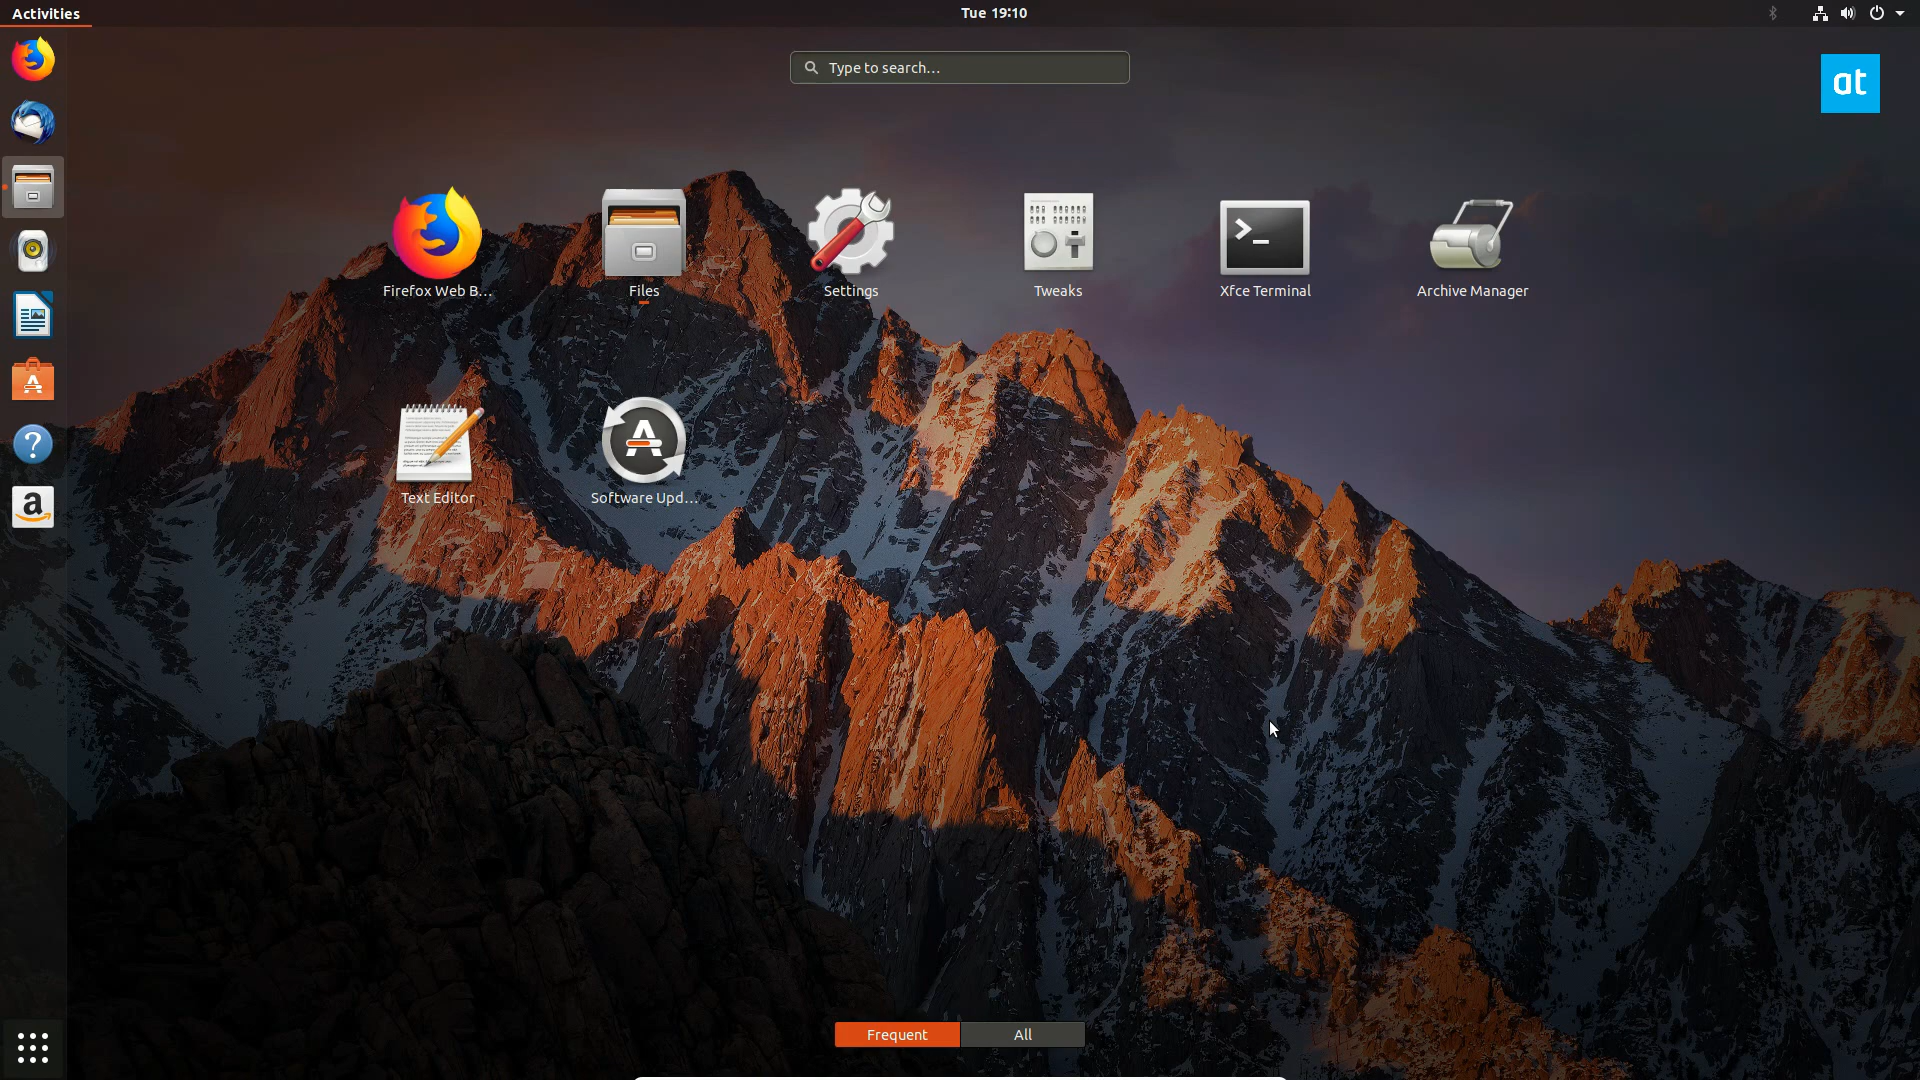 Activities
Tue 19:10
Type to search...
at
Firefox Web B...
Files
Settings
Tweaks
Xfce Terminal
Archive Manager
Text Editor
Software Upd...
Frequent
All